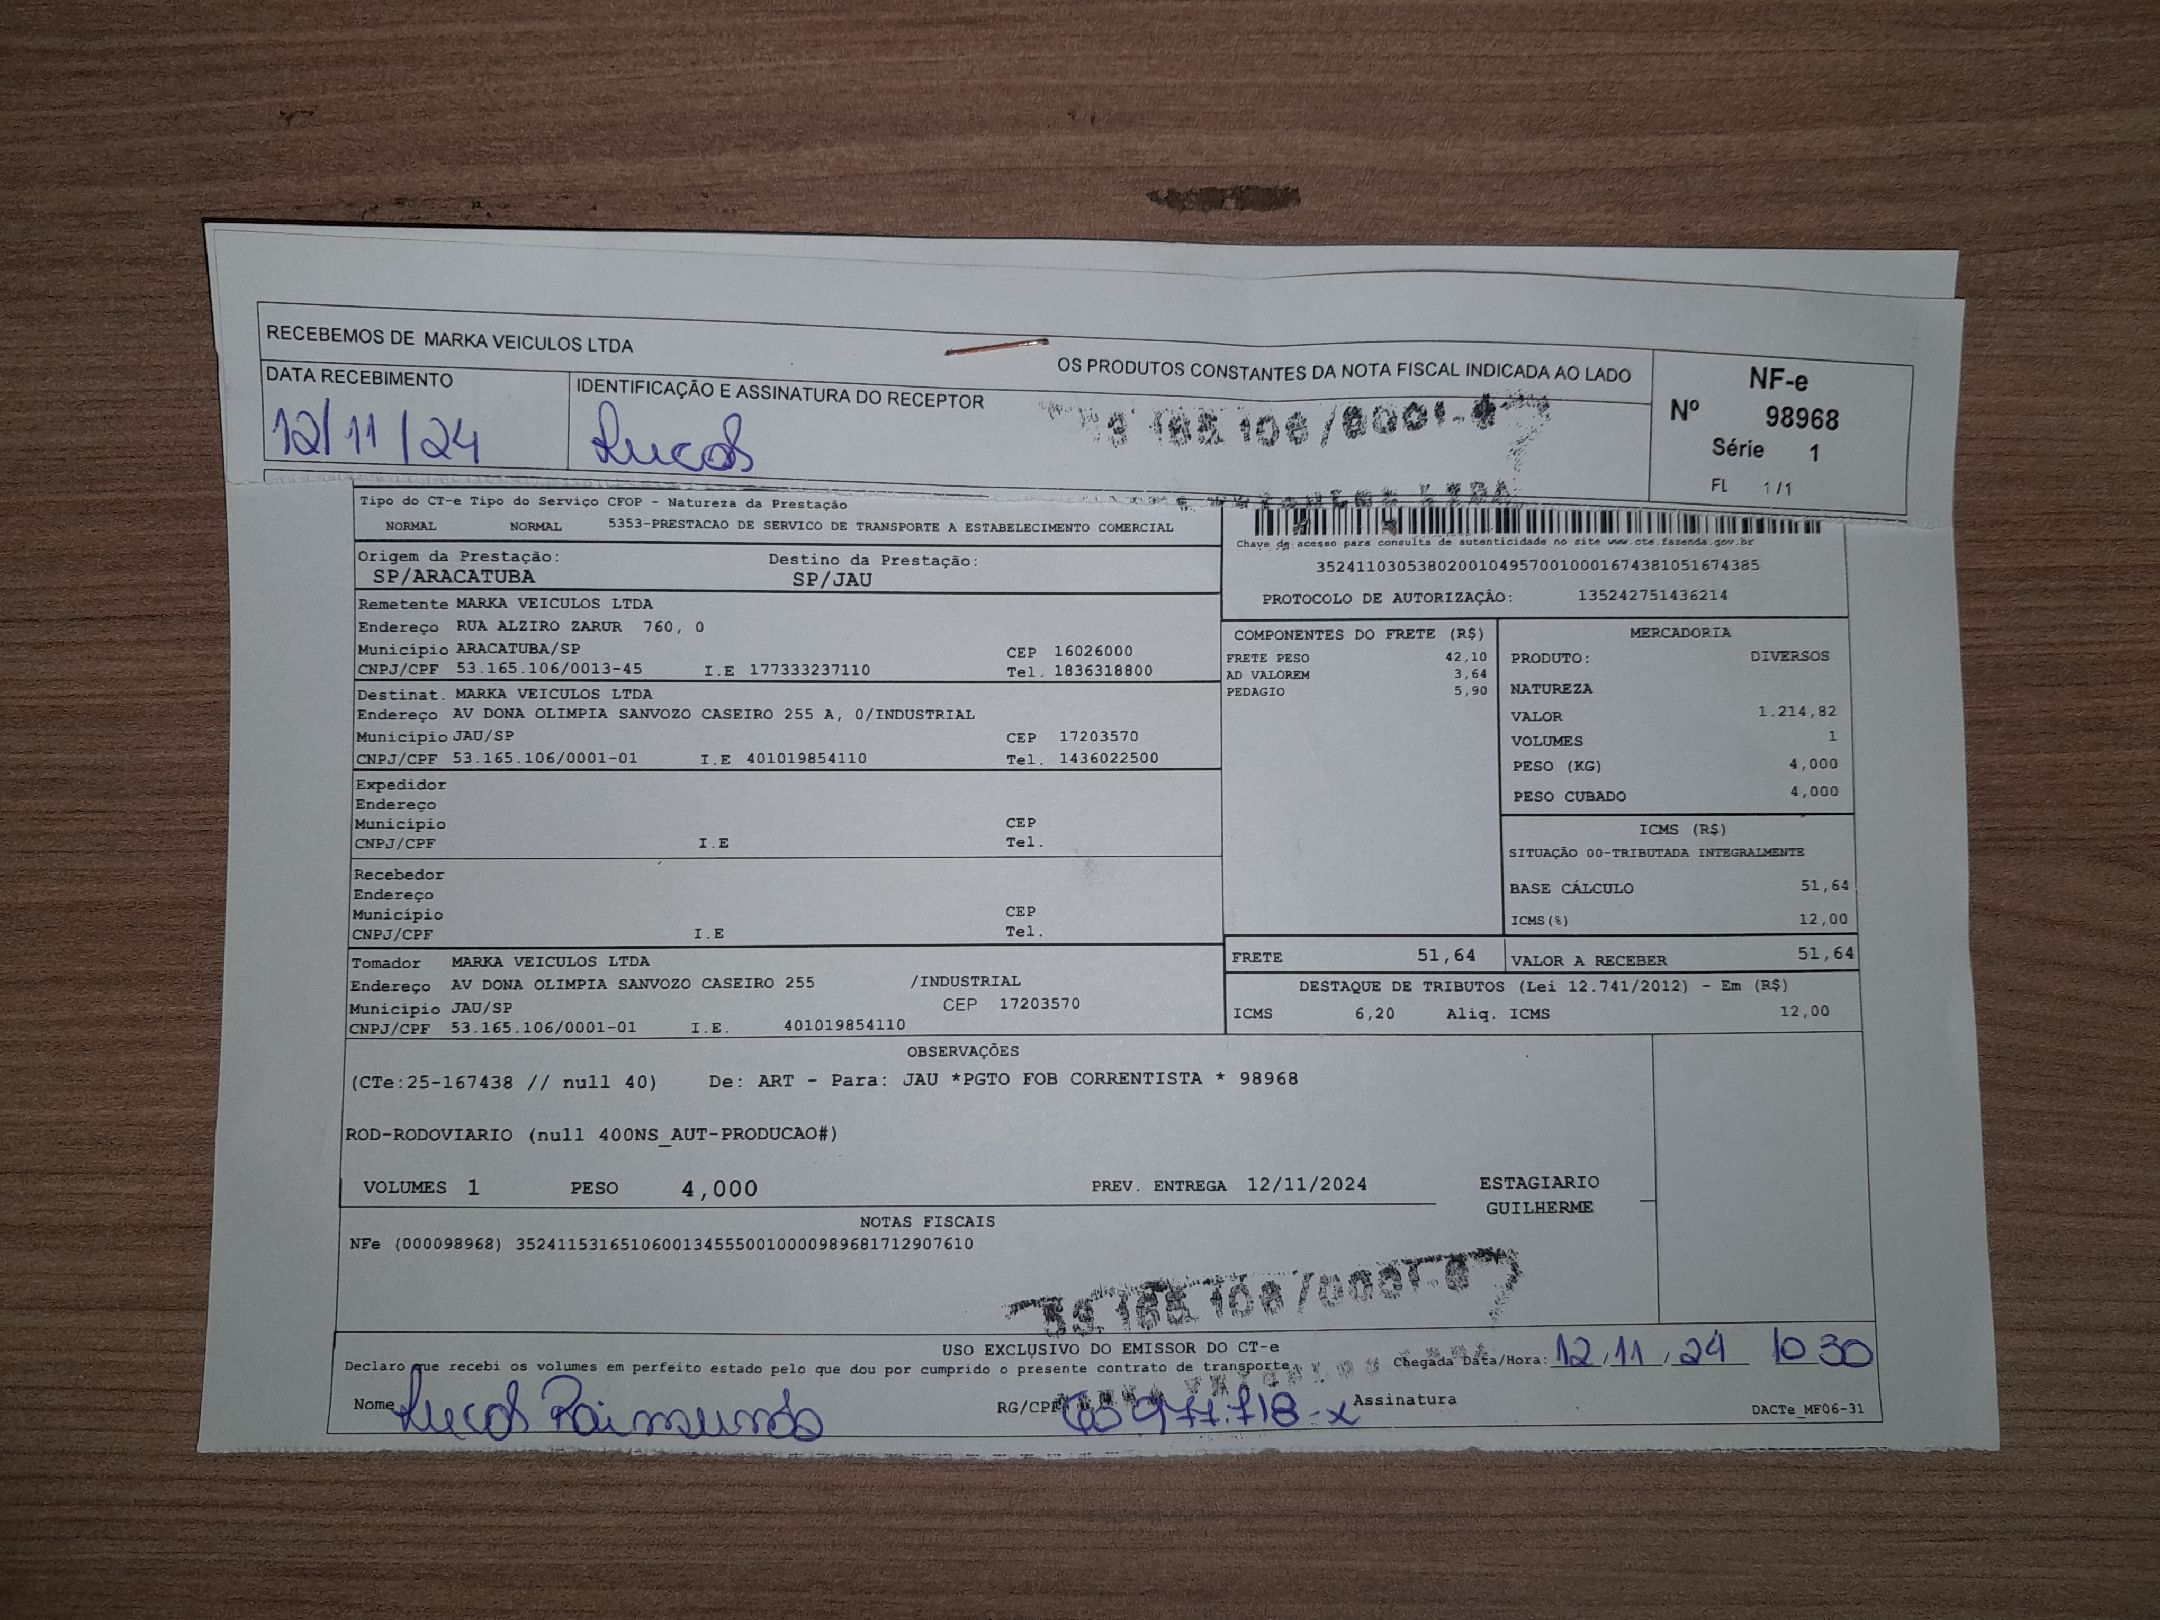 RECEBEMOS DE MARKA VEICULOS LTDA
OS PRODUTOS CONSTANTES DA NOTA FISCAL INDICADA AO LADO
NF-e
Nº 98968
Série 1
FL 1/1
DATA RECEBIMENTO
12/11/24
IDENTIFICAÇÃO E ASSINATURA DO RECEPTOR
Lucas
Tipo do CT-e Tipo do Serviço CFOP - Natureza da Prestação
NORMAL NORMAL 5353-PRESTACAO DE SERVICO DE TRANSPORTE A ESTABELECIMENTO COMERCIAL
Chave de acesso para consulta de autenticidade no site www.cte.fazenda.gov.br
35241103053802001049570010001674381051674385
PROTOCOLO DE AUTORIZAÇÂO: 135242751436214
Origem da Prestação: Destino da Prestação:
SP/ARACATUBA SP/JAU
Remetente MARKA VEICULOS LTDA
Endereço RUA ALZIRO ZARUR 760, 0
Município ARACATUBA/SP CEP 16026000
CNPJ/CPF 53.165.106/0013-45 I.E 177333237110 Tel. 1836318800
Destinat. MARKA VEICULOS LTDA
Endereço AV DONA OLIMPIA SANVOZO CASEIRO 255 A, 0/INDUSTRIAL
Município JAU/SP CEP 17203570
CNPJ/CPF 53.165.106/0001-01 I.E 401019854110 Tel. 1436022500
Expedidor
Endereço
Município CEP
CNPJ/CPF I.E Tel.
Recebedor
Endereço
Município CEP
CNPJ/CPF I.E Tel.
Tomador MARKA VEICULOS LTDA
Endereço AV DONA OLIMPIA SANVOZO CASEIRO 255 /INDUSTRIAL
Município JAU/SP CEP 17203570
CNPJ/CPF 53.165.106/0001-01 I.E. 401019854110
COMPONENTES DO FRETE (R$)
FRETE PESO 42,10
AD VALOREM 3,64
PEDAGIO 5,90
MERCADORIA
PRODUTO: DIVERSOS
NATUREZA
VALOR 1.214,82
VOLUMES 1
PESO (KG) 4,000
PESO CUBADO 4,000
ICMS (R$)
SITUAÇÃO 00-TRIBUTADA INTEGRALMENTE
BASE CÁLCULO 51,64
ICMS(%) 12,00
FRETE 51,64 VALOR A RECEBER 51,64
DESTAQUE DE TRIBUTOS (Lei 12.741/2012) - Em (R$)
ICMS 6,20 Aliq. ICMS 12,00
OBSERVAÇÕES
(CTe:25-167438 // null 40) De: ART - Para: JAU *PGTO FOB CORRENTISTA * 98968
ROD-RODOVIARIO (null 400NS_AUT-PRODUCAO#)
VOLUMES 1 PESO 4,000 PREV. ENTREGA 12/11/2024 ESTAGIARIO
GUILHERME
NOTAS FISCAIS
NFe (000098968) 35241153165106001345550010000989681712907610
USO EXCLUSIVO DO EMISSOR DO CT-e
Declaro que recebi os volumes em perfeito estado pelo que dou por cumprido o presente contrato de transporte
Chegada Data/Hora: 12/11/24 10 30
Nome Lucas Raimundo RG/CPF Assinatura
DACTe_MF06-31